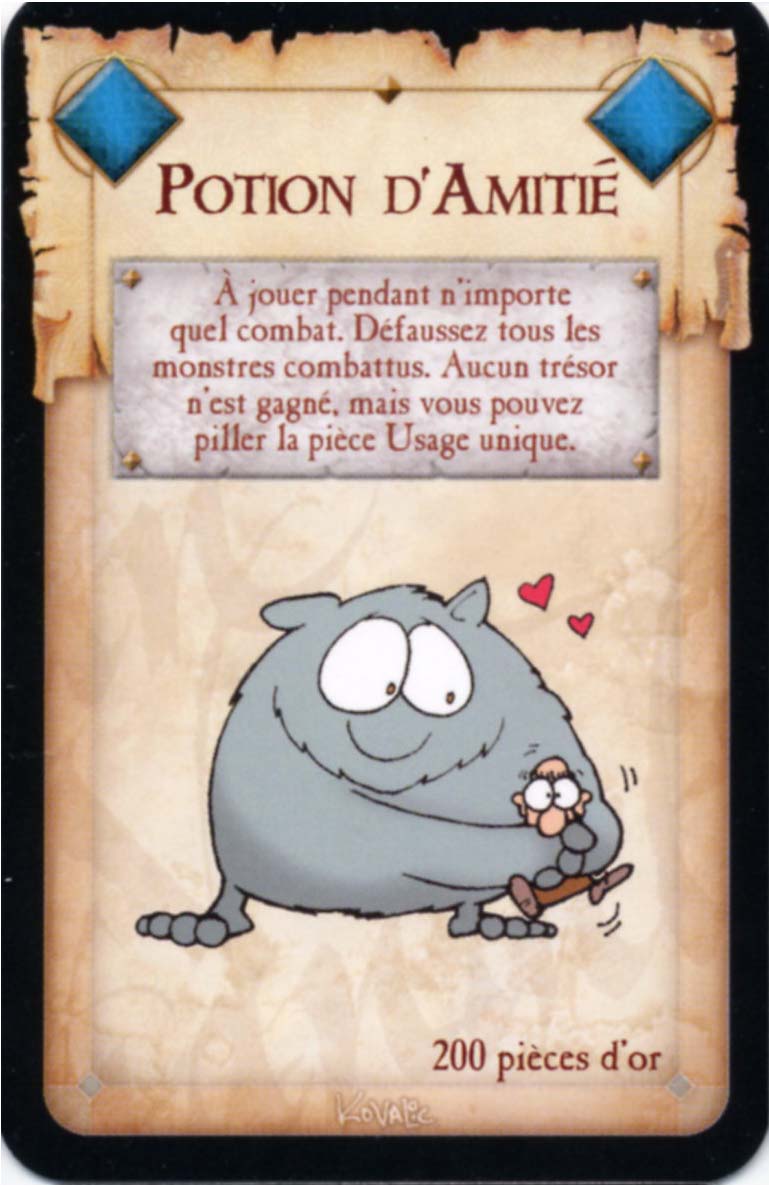 POTION D'AMITIÉ
À jouer pendant n'importe
quel combat. Défaussez tous les
monstres combattus. Aucun trésor
n'est gagné, mais vous pouvez
piller la pièce Usage unique.
200 pièces d'or
KOVALIC